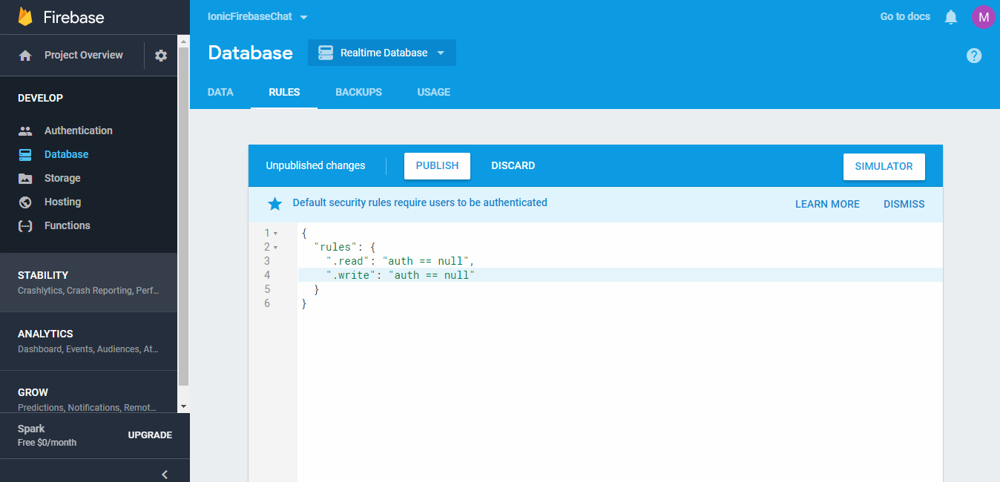 Firebase
IonicFirebaseChat
Go to docs
M
Project Overview
Database
Realtime Database
?
DATA
RULES
BACKUPS
USAGE
DEVELOP
Authentication
Database
Storage
Hosting
Functions
STABILITY
Crashlytics, Crash Reporting, Perf...
ANALYTICS
Dashboard, Events, Audiences, At...
GROW
Predictions, Notifications, Remot...
Spark
Free $0/month
UPGRADE
Unpublished changes
PUBLISH
DISCARD
SIMULATOR
Default security rules require users to be authenticated
LEARN MORE
DISMISS
1 {
2 "rules": {
3 ".read": "auth == null",
4 ".write": "auth == null"
5 }
6 }